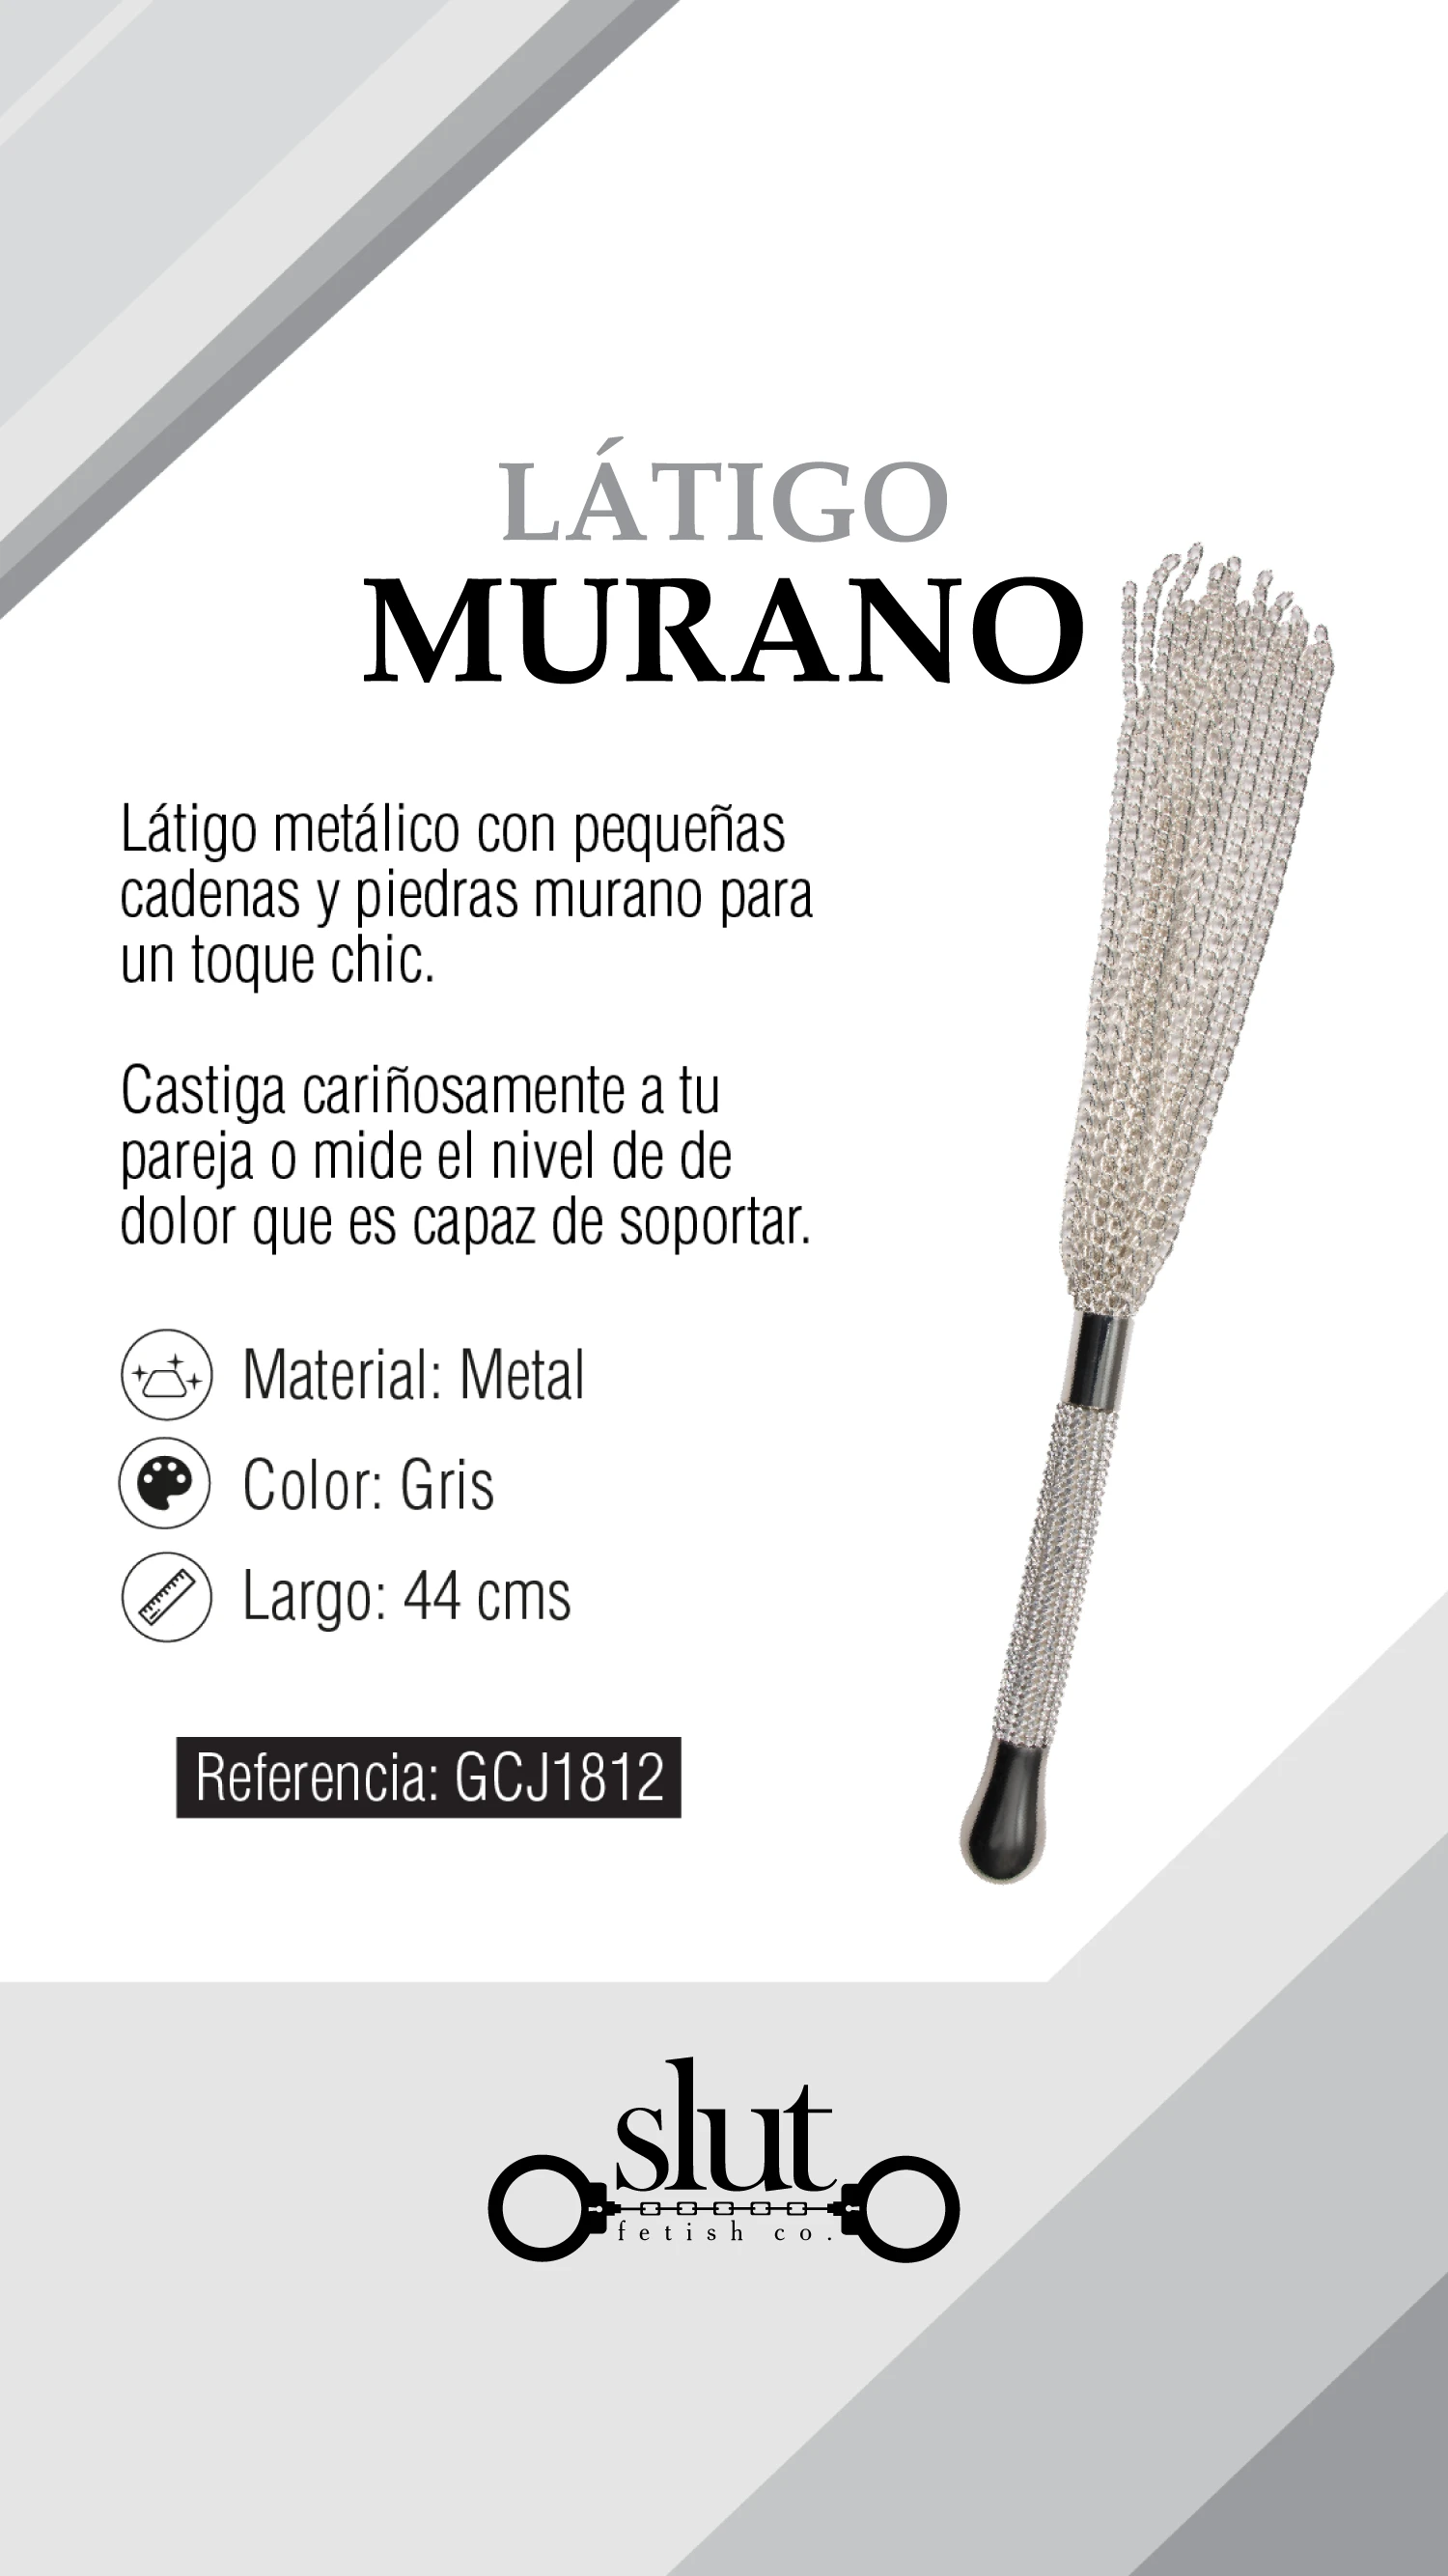 LÁTIGO
MURANO
Látigo metálico con pequeñas
cadenas y piedras murano para
un toque chic.
Castiga cariñosamente a tu
pareja o mide el nivel de de
dolor que es capaz de soportar.
Material: Metal
Color: Gris
Largo: 44 cms
Referencia: GCJ1812
slut
fetish co.